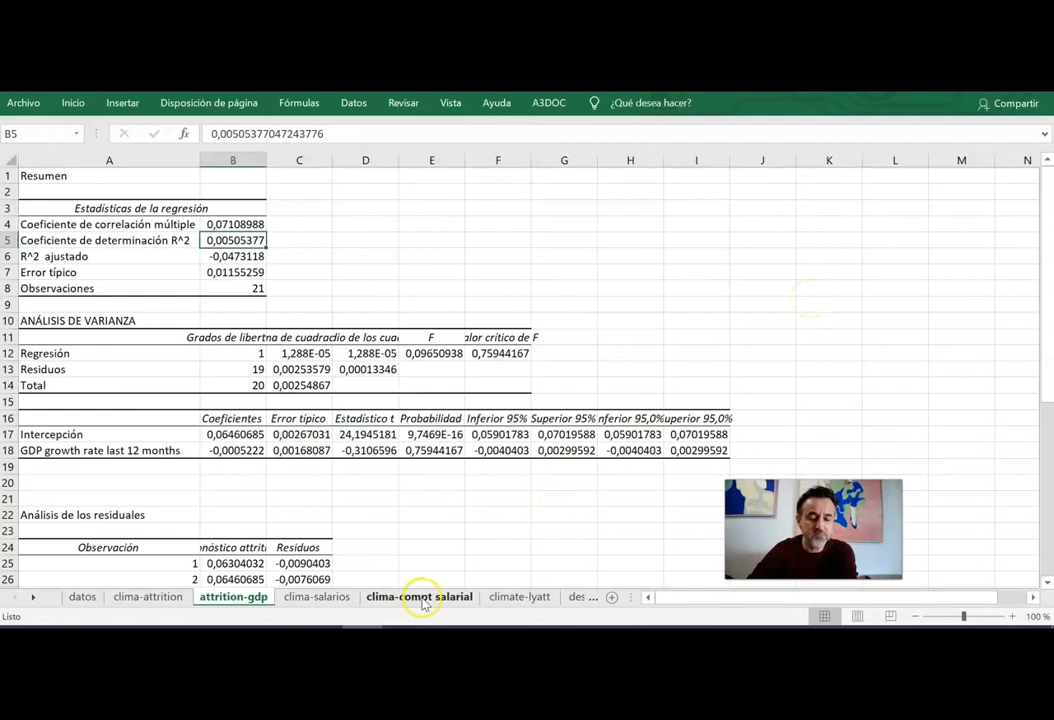 Archivo Inicio Insertar Disposición de página Fórmulas Datos Revisar Vista Ayuda A3DOC ¿Qué desea hacer? Compartir
B5 fx 0,00505377047243776
A B C D E F G H I J K L M N
1 Resumen
2
3 Estadísticas de la regresión
4 Coeficiente de correlación múltiple 0,07108988
5 Coeficiente de determinación R^2 0,00505377
6 R^2 ajustado -0,0473118
7 Error típico 0,01155259
8 Observaciones 21
9
10 ANÁLISIS DE VARIANZA
11 Grados de libert na de cuadrac dio de los cuad F alor crítico de F
12 Regresión 1 1,288E-05 1,288E-05 0,09650938 0,75944167
13 Residuos 19 0,00253579 0,00013346
14 Total 20 0,00254867
15
16 Coeficientes Error típico Estadístico t Probabilidad Inferior 95% Superior 95% nferior 95,0% uperior 95,0%
17 Intercepción 0,06460685 0,00267031 24,1945181 9,7469E-16 0,05901783 0,07019588 0,05901783 0,07019588
18 GDP growth rate last 12 months -0,0005222 0,00168087 -0,3106596 0,75944167 -0,0040403 0,00299592 -0,0040403 0,00299592
19
20
21
22 Análisis de los residuales
23
24 Observación onóstico attriti Residuos
25 1 0,06304032 -0,0090403
26 2 0,06460685 -0,0076069
datos clima-attrition attrition-gdp clima-salarios clima-compt salarial climate-lyatt des ...
Listo 100 %